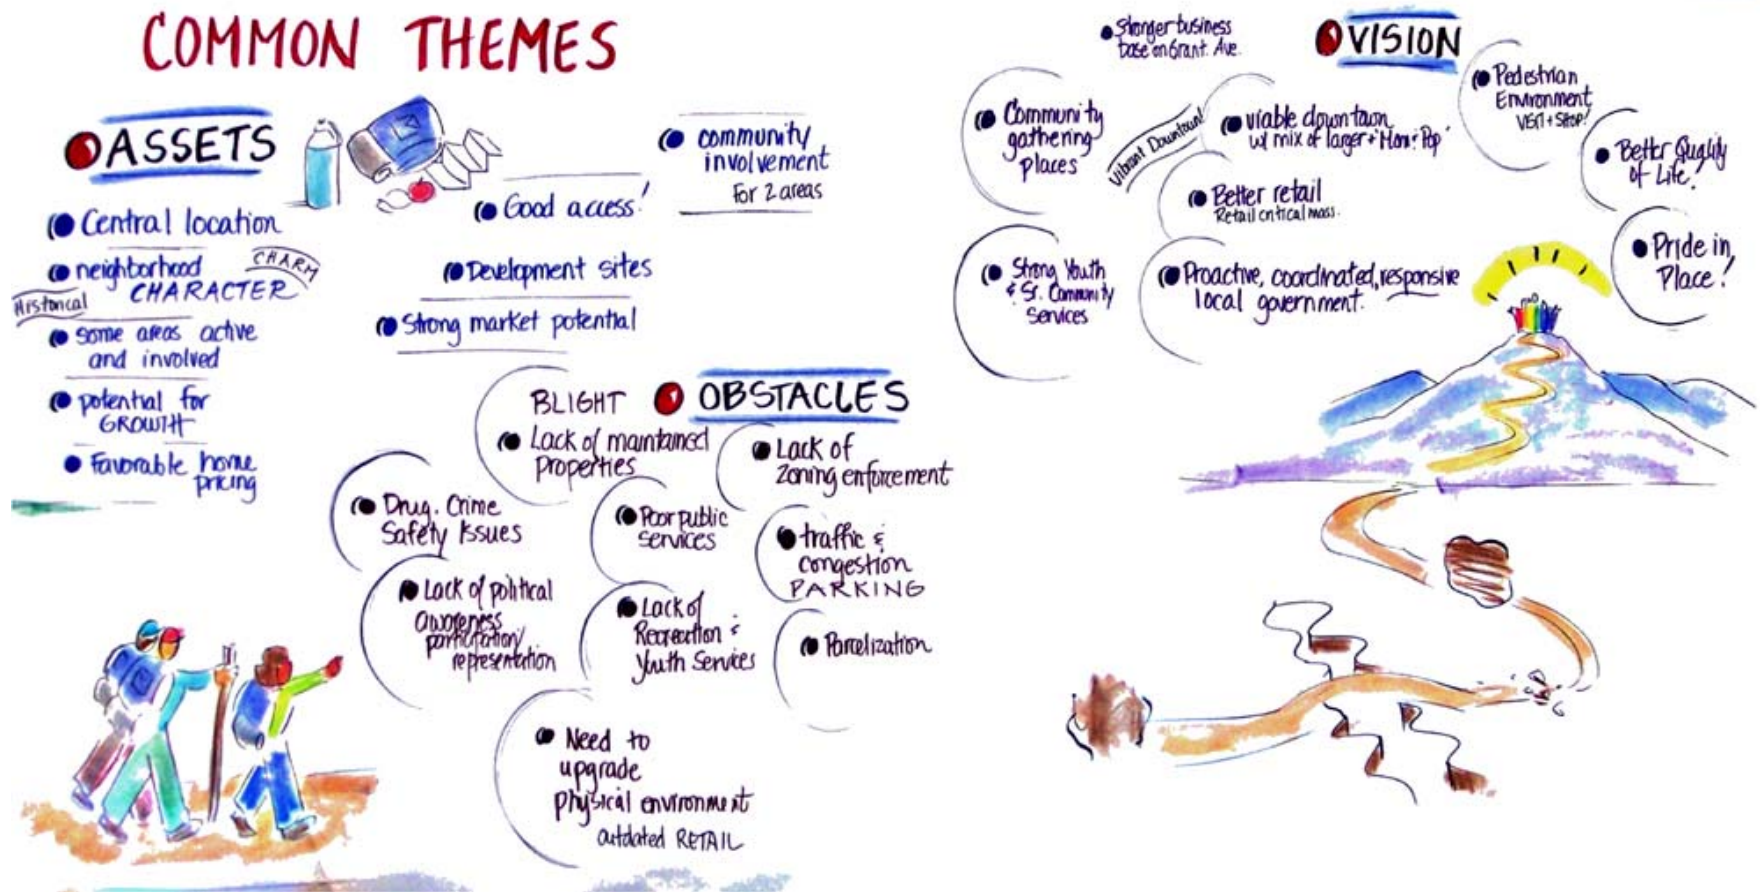 COMMON THEMES
ASSETS
Central location
neighborhood
CHARM
CHARACTER
Historical
Some areas active
and involved
potential for
GROWTH
Favorable home
pricing
Good access!
community
involvement
For 2 areas
Development sites
Strong market potential
OBSTACLES
BLIGHT
Lack of maintained
Properties
Lack of
Zoning enforcement
Drug. Crime
Safety Issues
Poor public
services
traffic &
congestion
PARKING
Lack of political
awareness
participation/
representation
Lack of
Recreation &
Youth Services
Parcelization
Need to
upgrade
physical environment
outdated RETAIL
VISION
Stronger business
base on Grant. Ave.
Community
gathering
places
Vibrant Downtown!
viable downtown
w/ mix of larger + "Mom & Pop"
Pedestrian
Environment
VISIT + SHOP!
Better Quality
of Life!
Better retail
Retail critical mass.
Strong Youth
& Sr. Community
Services
Proactive, coordinated, responsive
local government.
Pride in
Place!